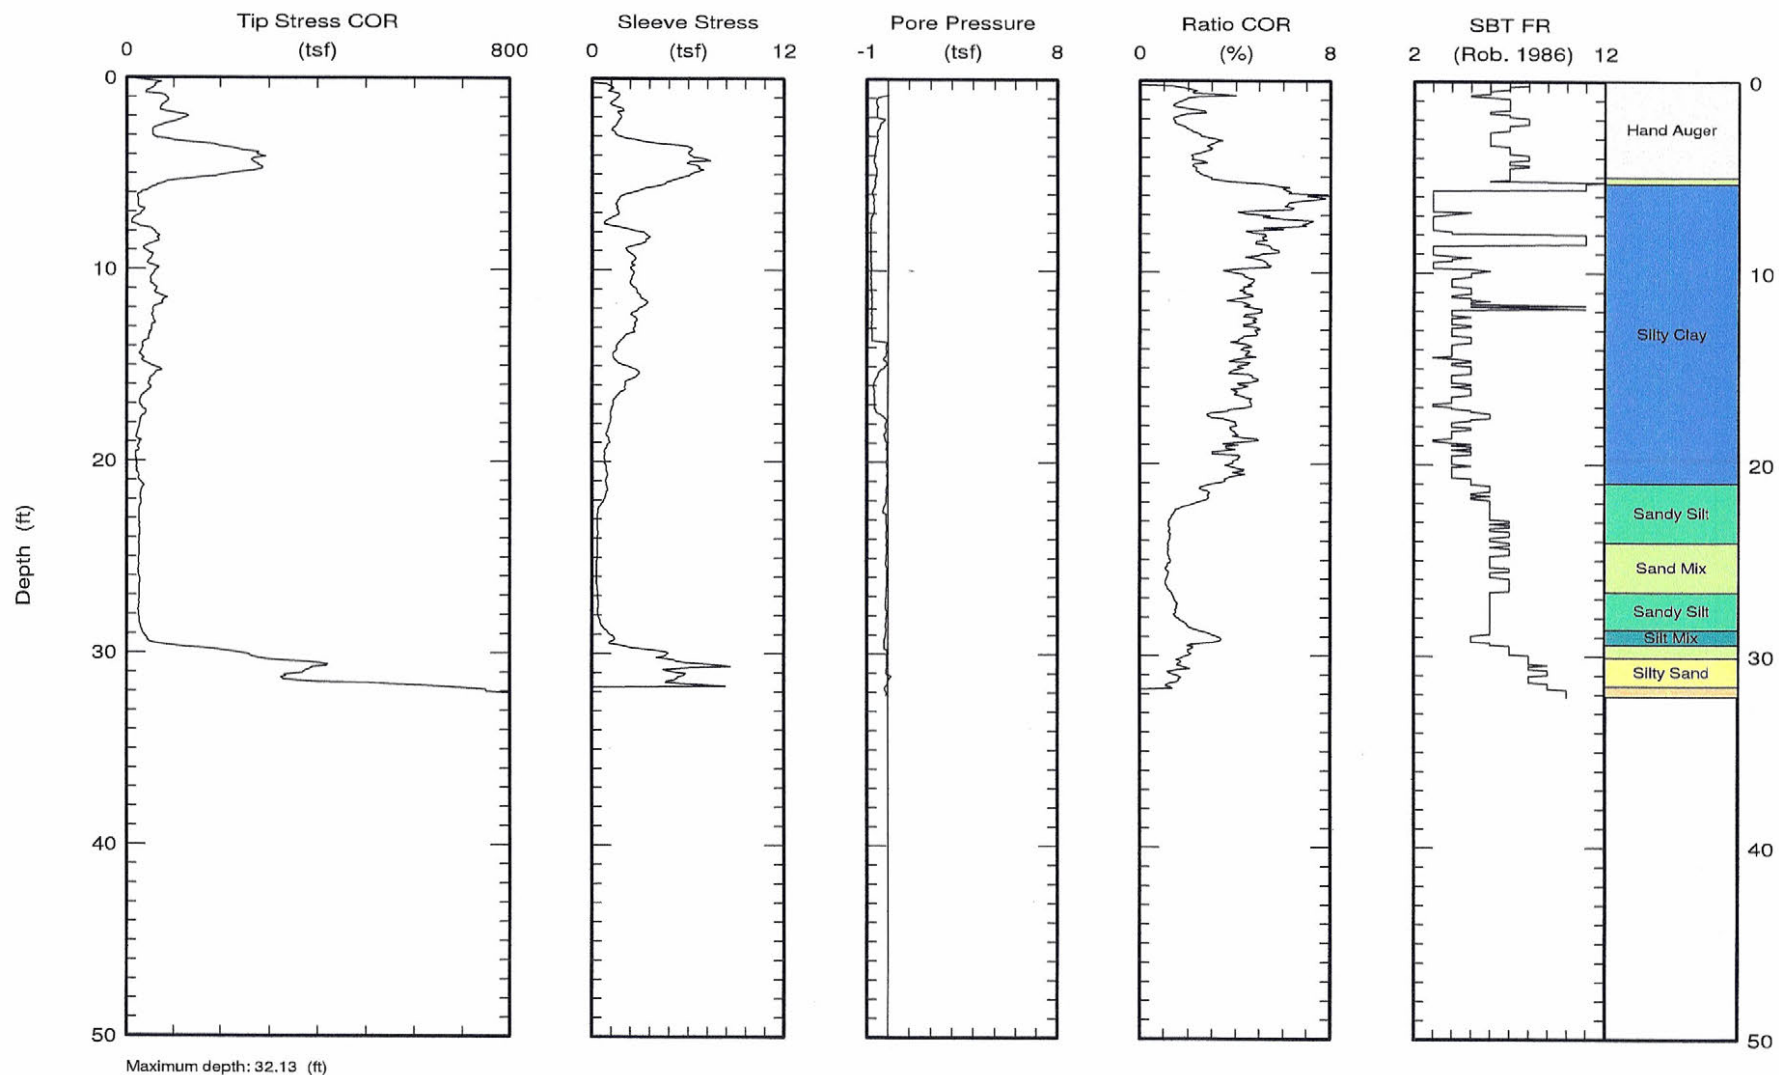 Tip Stress COR
(tsf)
0 800
Sleeve Stress
0 (tsf) 12
Pore Pressure
-1 (tsf) 8
Ratio COR
0 (%) 8
SBT FR
2 (Rob. 1986) 12
0
10
20
30
40
50
Depth (ft)
0
10
20
30
40
50
Hand Auger
Silty Clay
Sandy Silt
Sand Mix
Sandy Silt
Silt Mix
Silty Sand
Maximum depth: 32.13 (ft)